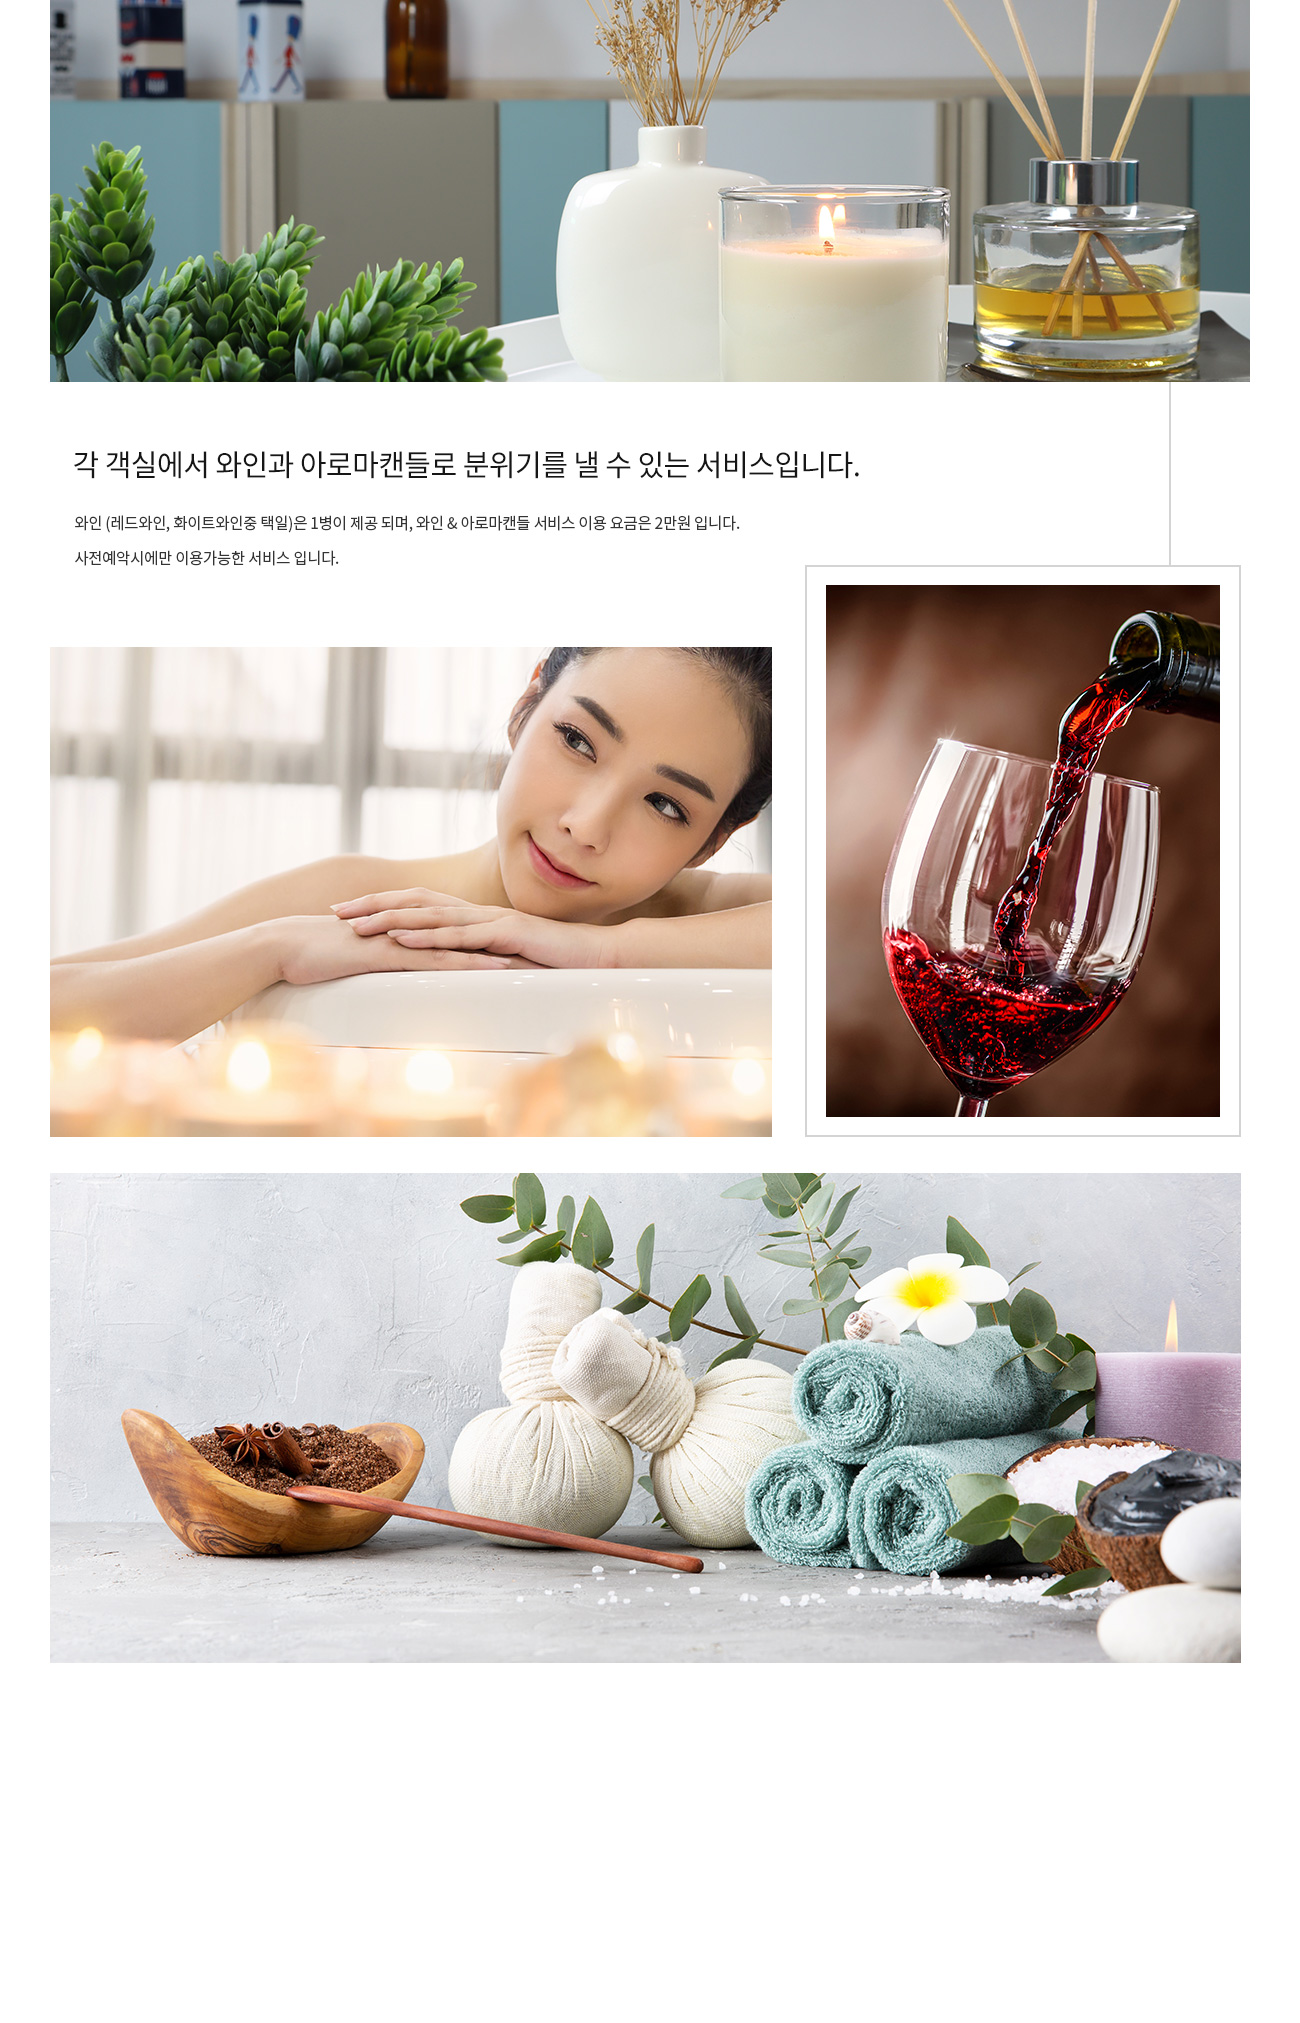 각 객실에서 와인과 아로마캔들로 분위기를 낼 수 있는 서비스입니다.
와인 (레드와인, 화이트와인중 택일)은 1병이 제공 되며, 와인 & 아로마캔들 서비스 이용 요금은 2만원 입니다.
사전예약시에만 이용가능한 서비스 입니다.